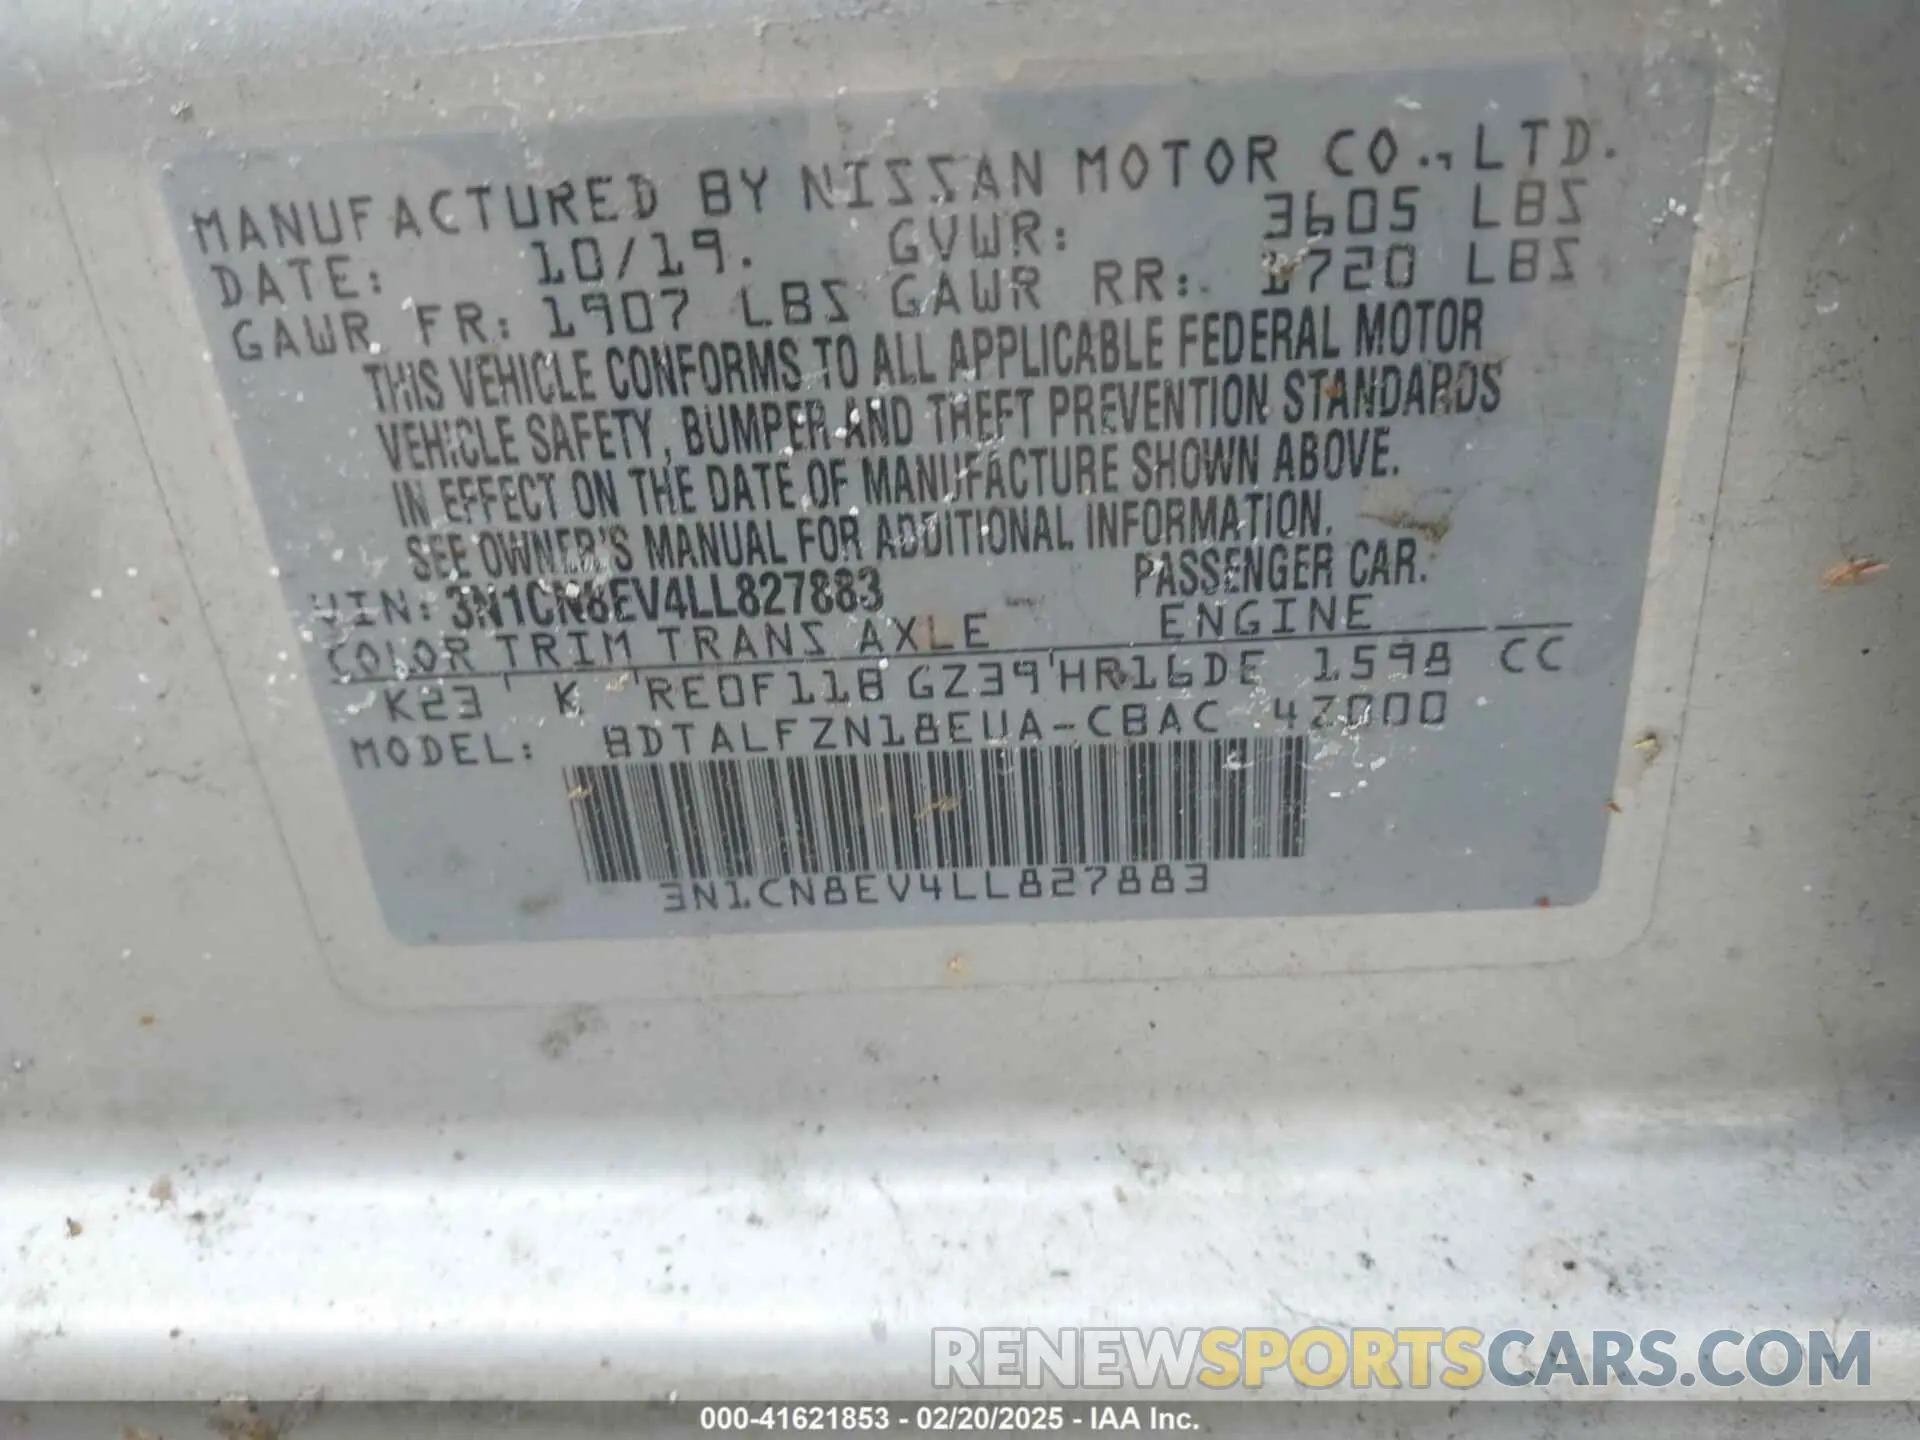 MANUFACTURED BY NISSAN MOTOR CO., LTD.
DATE: 10/19. GVWR: 3605 LBS
GAWR FR: 1907 LBS GAWR RR: 1720 LBS
THIS VEHICLE CONFORMS TO ALL APPLICABLE FEDERAL MOTOR
VEHICLE SAFETY, BUMPER AND THEFT PREVENTION STANDARDS
IN EFFECT ON THE DATE OF MANUFACTURE SHOWN ABOVE.
SEE OWNER'S MANUAL FOR ADDITIONAL INFORMATION.
VIN: 3N1CN8EV4LL827883 PASSENGER CAR.
COLOR TRIM TRANS AXLE ENGINE
K23 K RE0F11B GZ39 HR16DE 1598 CC
MODEL: BDTALFZN18EUA-CBAC 4Z000
3N1CN8EV4LL827883
RENEWSPORTSCARS.COM
000-41621853 - 02/20/2025 - IAA Inc.